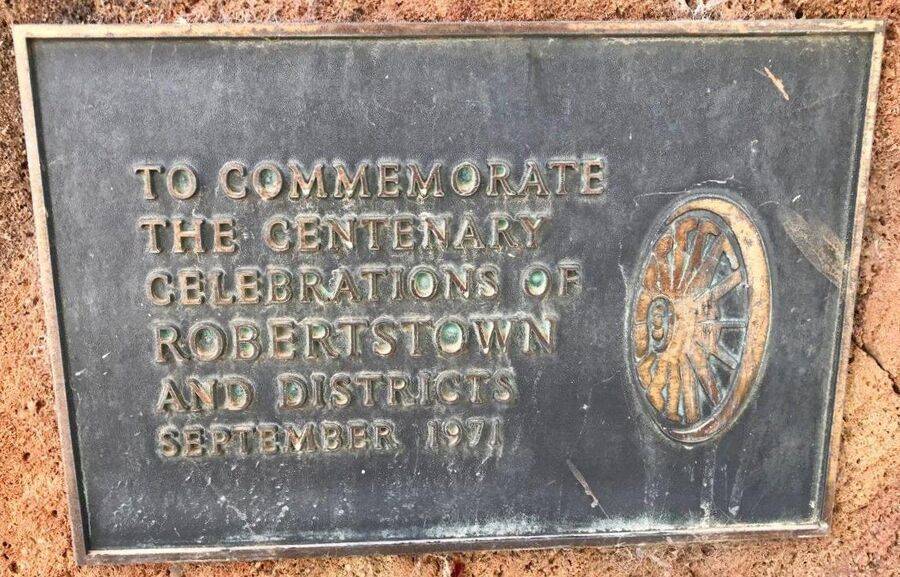 TO COMMEMORATE
THE CENTENARY
CELEBRATIONS OF
ROBERTSTOWN
AND DISTRICTS
SEPTEMBER 1971